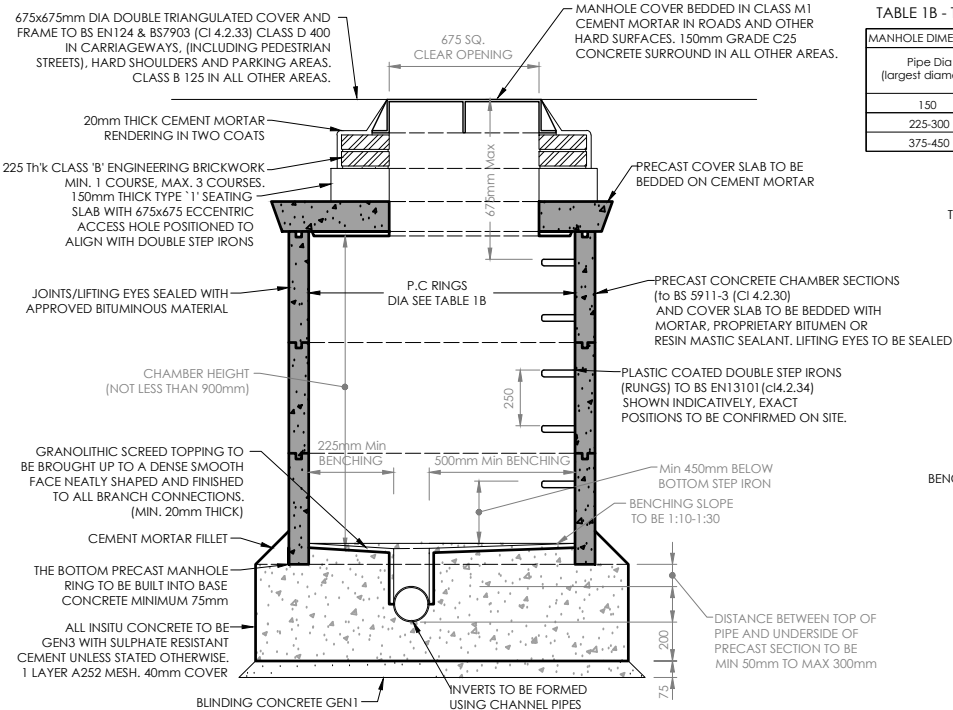 675x675mm DIA DOUBLE TRIANGULATED COVER AND
FRAME TO BS EN124 & BS7903 (Cl 4.2.33) CLASS D 400
IN CARRIAGEWAYS, (INCLUDING PEDESTRIAN
STREETS), HARD SHOULDERS AND PARKING AREAS.
CLASS B 125 IN ALL OTHER AREAS.
675 SQ.
CLEAR OPENING
MANHOLE COVER BEDDED IN CLASS M1
CEMENT MORTAR IN ROADS AND OTHER
HARD SURFACES. 150mm GRADE C25
CONCRETE SURROUND IN ALL OTHER AREAS.
TABLE 1B - T
MANHOLE DIME
Pipe Dia
(largest diam
150
225-300
375-450
20mm THICK CEMENT MORTAR
RENDERING IN TWO COATS
225 Th'k CLASS 'B' ENGINEERING BRICKWORK
MIN. 1 COURSE, MAX. 3 COURSES.
150mm THICK TYPE `1' SEATING
SLAB WITH 675x675 ECCENTRIC
ACCESS HOLE POSITIONED TO
ALIGN WITH DOUBLE STEP IRONS
675mm Max
PRECAST COVER SLAB TO BE
BEDDED ON CEMENT MORTAR
T
JOINTS/LIFTING EYES SEALED WITH
APPROVED BITUMINOUS MATERIAL
P.C RINGS
DIA SEE TABLE 1B
PRECAST CONCRETE CHAMBER SECTIONS
(to BS 5911-3 (Cl 4.2.30)
AND COVER SLAB TO BE BEDDED WITH
MORTAR, PROPRIETARY BITUMEN OR
RESIN MASTIC SEALANT. LIFTING EYES TO BE SEALED
CHAMBER HEIGHT
(NOT LESS THAN 900mm)
250
PLASTIC COATED DOUBLE STEP IRONS
(RUNGS) TO BS EN13101(cl4.2.34)
SHOWN INDICATIVELY, EXACT
POSITIONS TO BE CONFIRMED ON SITE.
225mm Min
BENCHING
500mm Min BENCHING
GRANOLITHIC SCREED TOPPING TO
BE BROUGHT UP TO A DENSE SMOOTH
FACE NEATLY SHAPED AND FINISHED
TO ALL BRANCH CONNECTIONS.
(MIN. 20mm THICK)
Min 450mm BELOW
BOTTOM STEP IRON
BENC
BENCHING SLOPE
TO BE 1:10-1:30
CEMENT MORTAR FILLET
THE BOTTOM PRECAST MANHOLE
RING TO BE BUILT INTO BASE
CONCRETE MINIMUM 75mm
ALL INSITU CONCRETE TO BE
GEN3 WITH SULPHATE RESISTANT
CEMENT UNLESS STATED OTHERWISE.
1 LAYER A252 MESH. 40mm COVER
DISTANCE BETWEEN TOP OF
PIPE AND UNDERSIDE OF
PRECAST SECTION TO BE
MIN 50mm TO MAX 300mm
200
75
BLINDING CONCRETE GEN1
INVERTS TO BE FORMED
USING CHANNEL PIPES